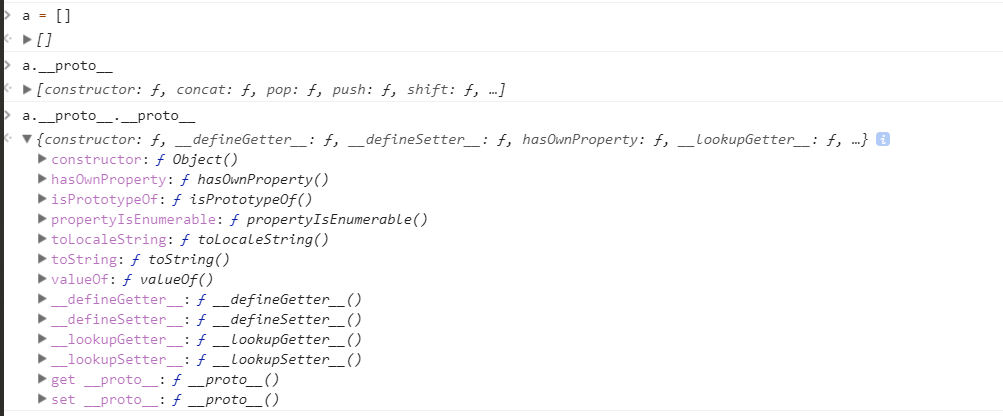 a = []
[]
a.__proto__
[constructor: ƒ, concat: ƒ, pop: ƒ, push: ƒ, shift: ƒ, …]
a.__proto__.__proto__
{constructor: ƒ, __defineGetter__: ƒ, __defineSetter__: ƒ, hasOwnProperty: ƒ, __lookupGetter__: ƒ, …} i
constructor: ƒ Object()
hasOwnProperty: ƒ hasOwnProperty()
isPrototypeOf: ƒ isPrototypeOf()
propertyIsEnumerable: ƒ propertyIsEnumerable()
toLocaleString: ƒ toLocaleString()
toString: ƒ toString()
valueOf: ƒ valueOf()
__defineGetter__: ƒ __defineGetter__()
__defineSetter__: ƒ __defineSetter__()
__lookupGetter__: ƒ __lookupGetter__()
__lookupSetter__: ƒ __lookupSetter__()
get __proto__: ƒ __proto__()
set __proto__: ƒ __proto__()